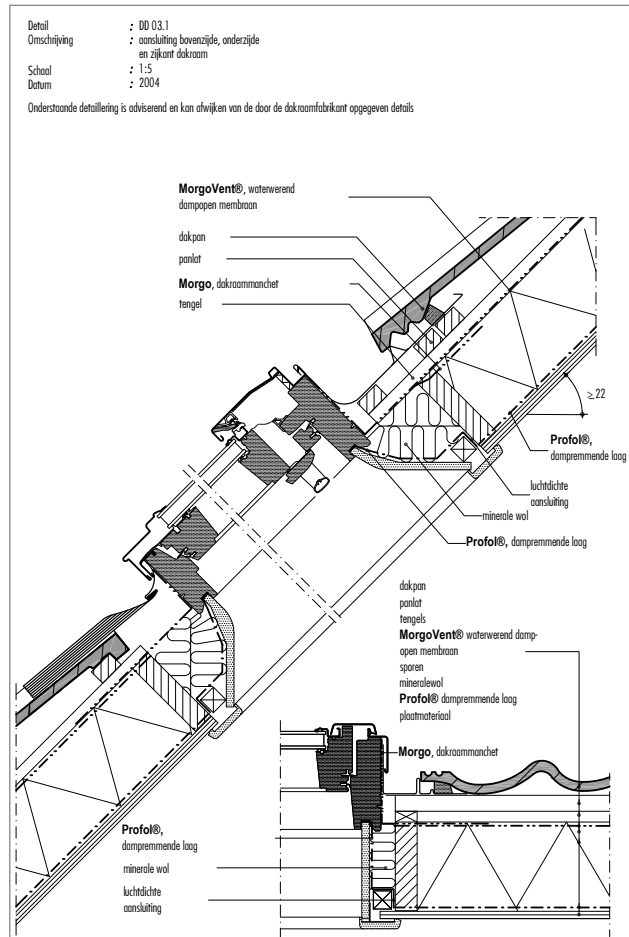 Detail : DD 03.1
Omschrijving : aansluiting bovenzijde, onderzijde
en zijkant dakraam
Schaal : 1:5
Datum : 2004
Onderstaande detaillering is adviserend en kan afwijken van de door de dakraamfabrikant opgegeven details
MorgoVent®, waterwerend
dampopen membraan
dakpan
panlat
Morgo, dakraammanchet
tengel
≥22
Profol®,
dampremmende laag
luchtdichte
aansluiting
minerale wol
Profol®, dampremmende laag
dakpan
panlat
tengels
MorgoVent® waterwerend damp-
open membraan
sporen
mineralewol
Profol® dampremmende laag
plaatmateriaal
Morgo, dakraammanchet
Profol®,
dampremmende laag
minerale wol
luchtdichte
aansluiting